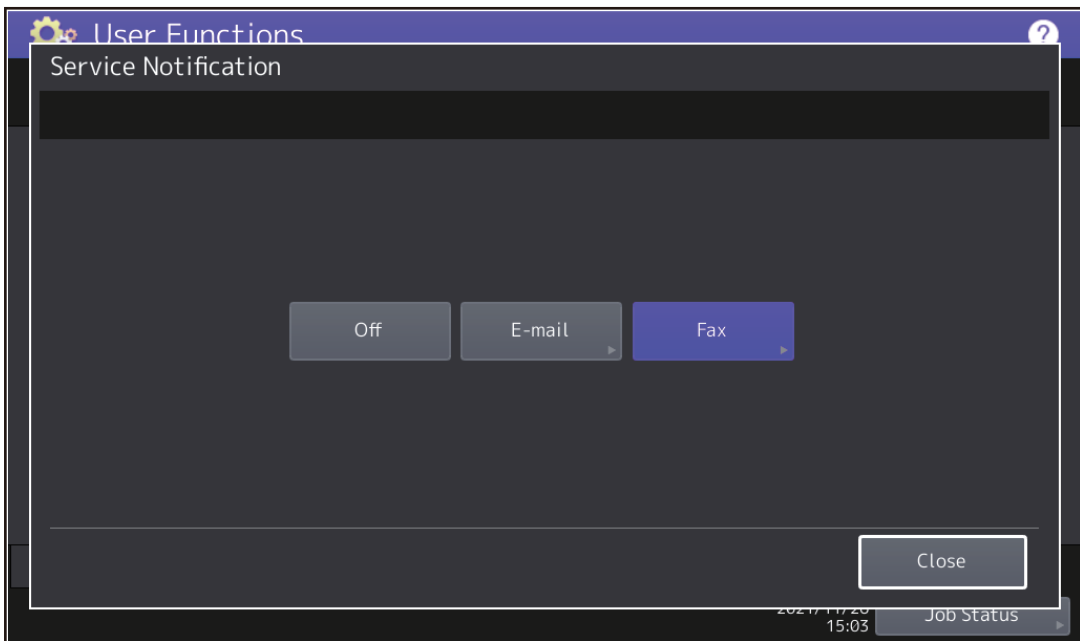 User Functions
?
Service Notification
Off
E-mail
Fax
Close
15:03
Job Status